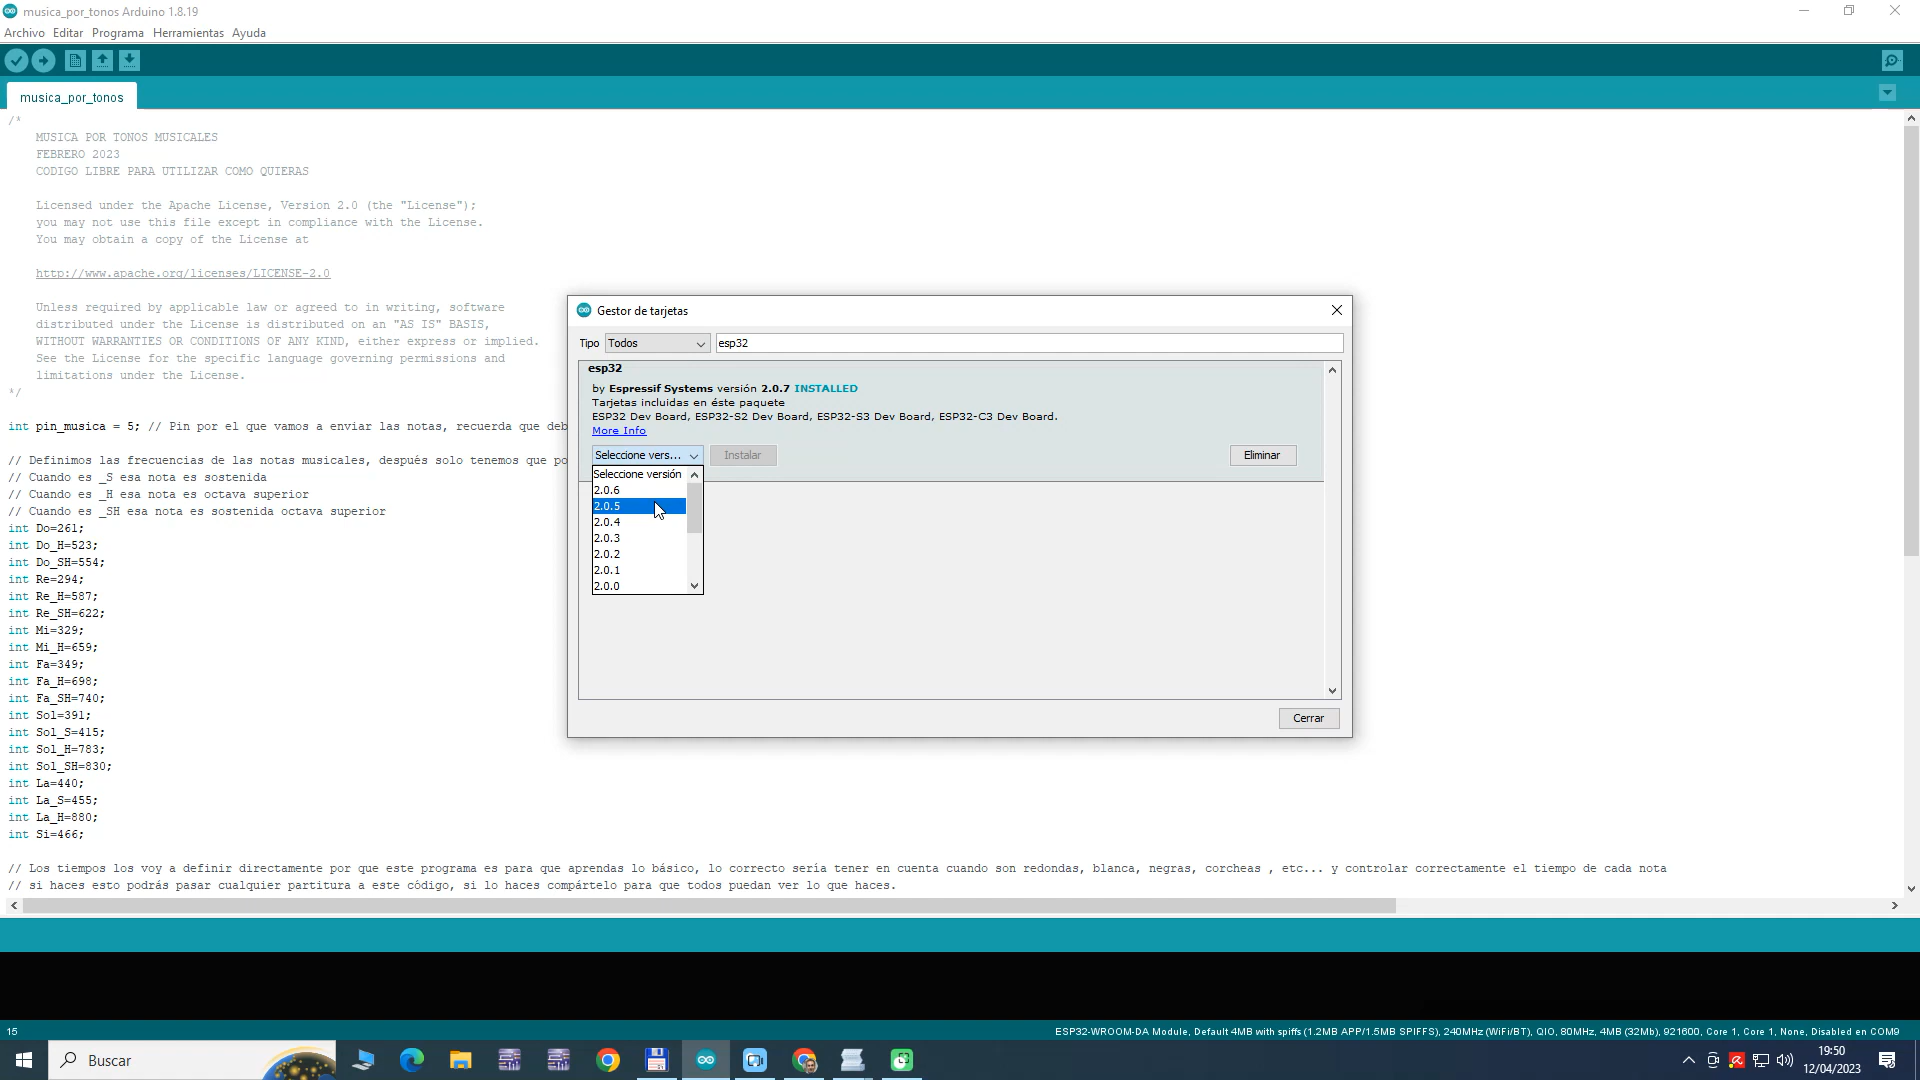 musica_por_tonos Arduino 1.8.19
Archivo Editar Programa Herramientas Ayuda
musica_por_tonos
/*
MUSICA POR TONOS MUSICALES
FEBRERO 2023
CODIGO LIBRE PARA UTILIZAR COMO QUIERAS
Licensed under the Apache License, Version 2.0 (the "License");
you may not use this file except in compliance with the License.
You may obtain a copy of the License at
http://www.apache.org/licenses/LICENSE-2.0
Unless required by applicable law or agreed to in writing, software
distributed under the License is distributed on an "AS IS" BASIS,
WITHOUT WARRANTIES OR CONDITIONS OF ANY KIND, either express or implied.
See the License for the specific language governing permissions and
limitations under the License.
*/
int pin_musica = 5; // Pin por el que vamos a enviar las notas, recuerda que deb
// Definimos las frecuencias de las notas musicales, después solo tenemos que po
// Cuando es _S esa nota es sostenida
// Cuando es _H esa nota es octava superior
// Cuando es _SH esa nota es sostenida octava superior
int Do=261;
int Do_H=523;
int Do_SH=554;
int Re=294;
int Re_H=587;
int Re_SH=622;
int Mi=329;
int Mi_H=659;
int Fa=349;
int Fa_H=698;
int Fa_SH=740;
int Sol=391;
int Sol_S=415;
int Sol_H=783;
int Sol_SH=830;
int La=440;
int La_S=455;
int La_H=880;
int Si=466;
// Los tiempos los voy a definir directamente por que este programa es para que aprendas lo básico, lo correcto sería tener en cuenta cuando son redondas, blanca, negras, corcheas , etc... y controlar correctamente el tiempo de cada nota
// si haces esto podrás pasar cualquier partitura a este código, si lo haces compártelo para que todos puedan ver lo que haces.
Gestor de tarjetas
Tipo Todos esp32
esp32
by Espressif Systems versión 2.0.7 INSTALLED
Tarjetas incluidas en éste paquete
ESP32 Dev Board, ESP32-S2 Dev Board, ESP32-S3 Dev Board, ESP32-C3 Dev Board.
More Info
Seleccione vers... Instalar Eliminar
Seleccione versión
2.0.6
2.0.5
2.0.4
2.0.3
2.0.2
2.0.1
2.0.0
Cerrar
15 ESP32-WROOM-DA Module, Default 4MB with spiffs (1.2MB APP/1.5MB SPIFFS), 240MHz (WiFi/BT), QIO, 80MHz, 4MB (32Mb), 921600, Core 1, Core 1, None, Disabled en COM9
Buscar
19:50
12/04/2023